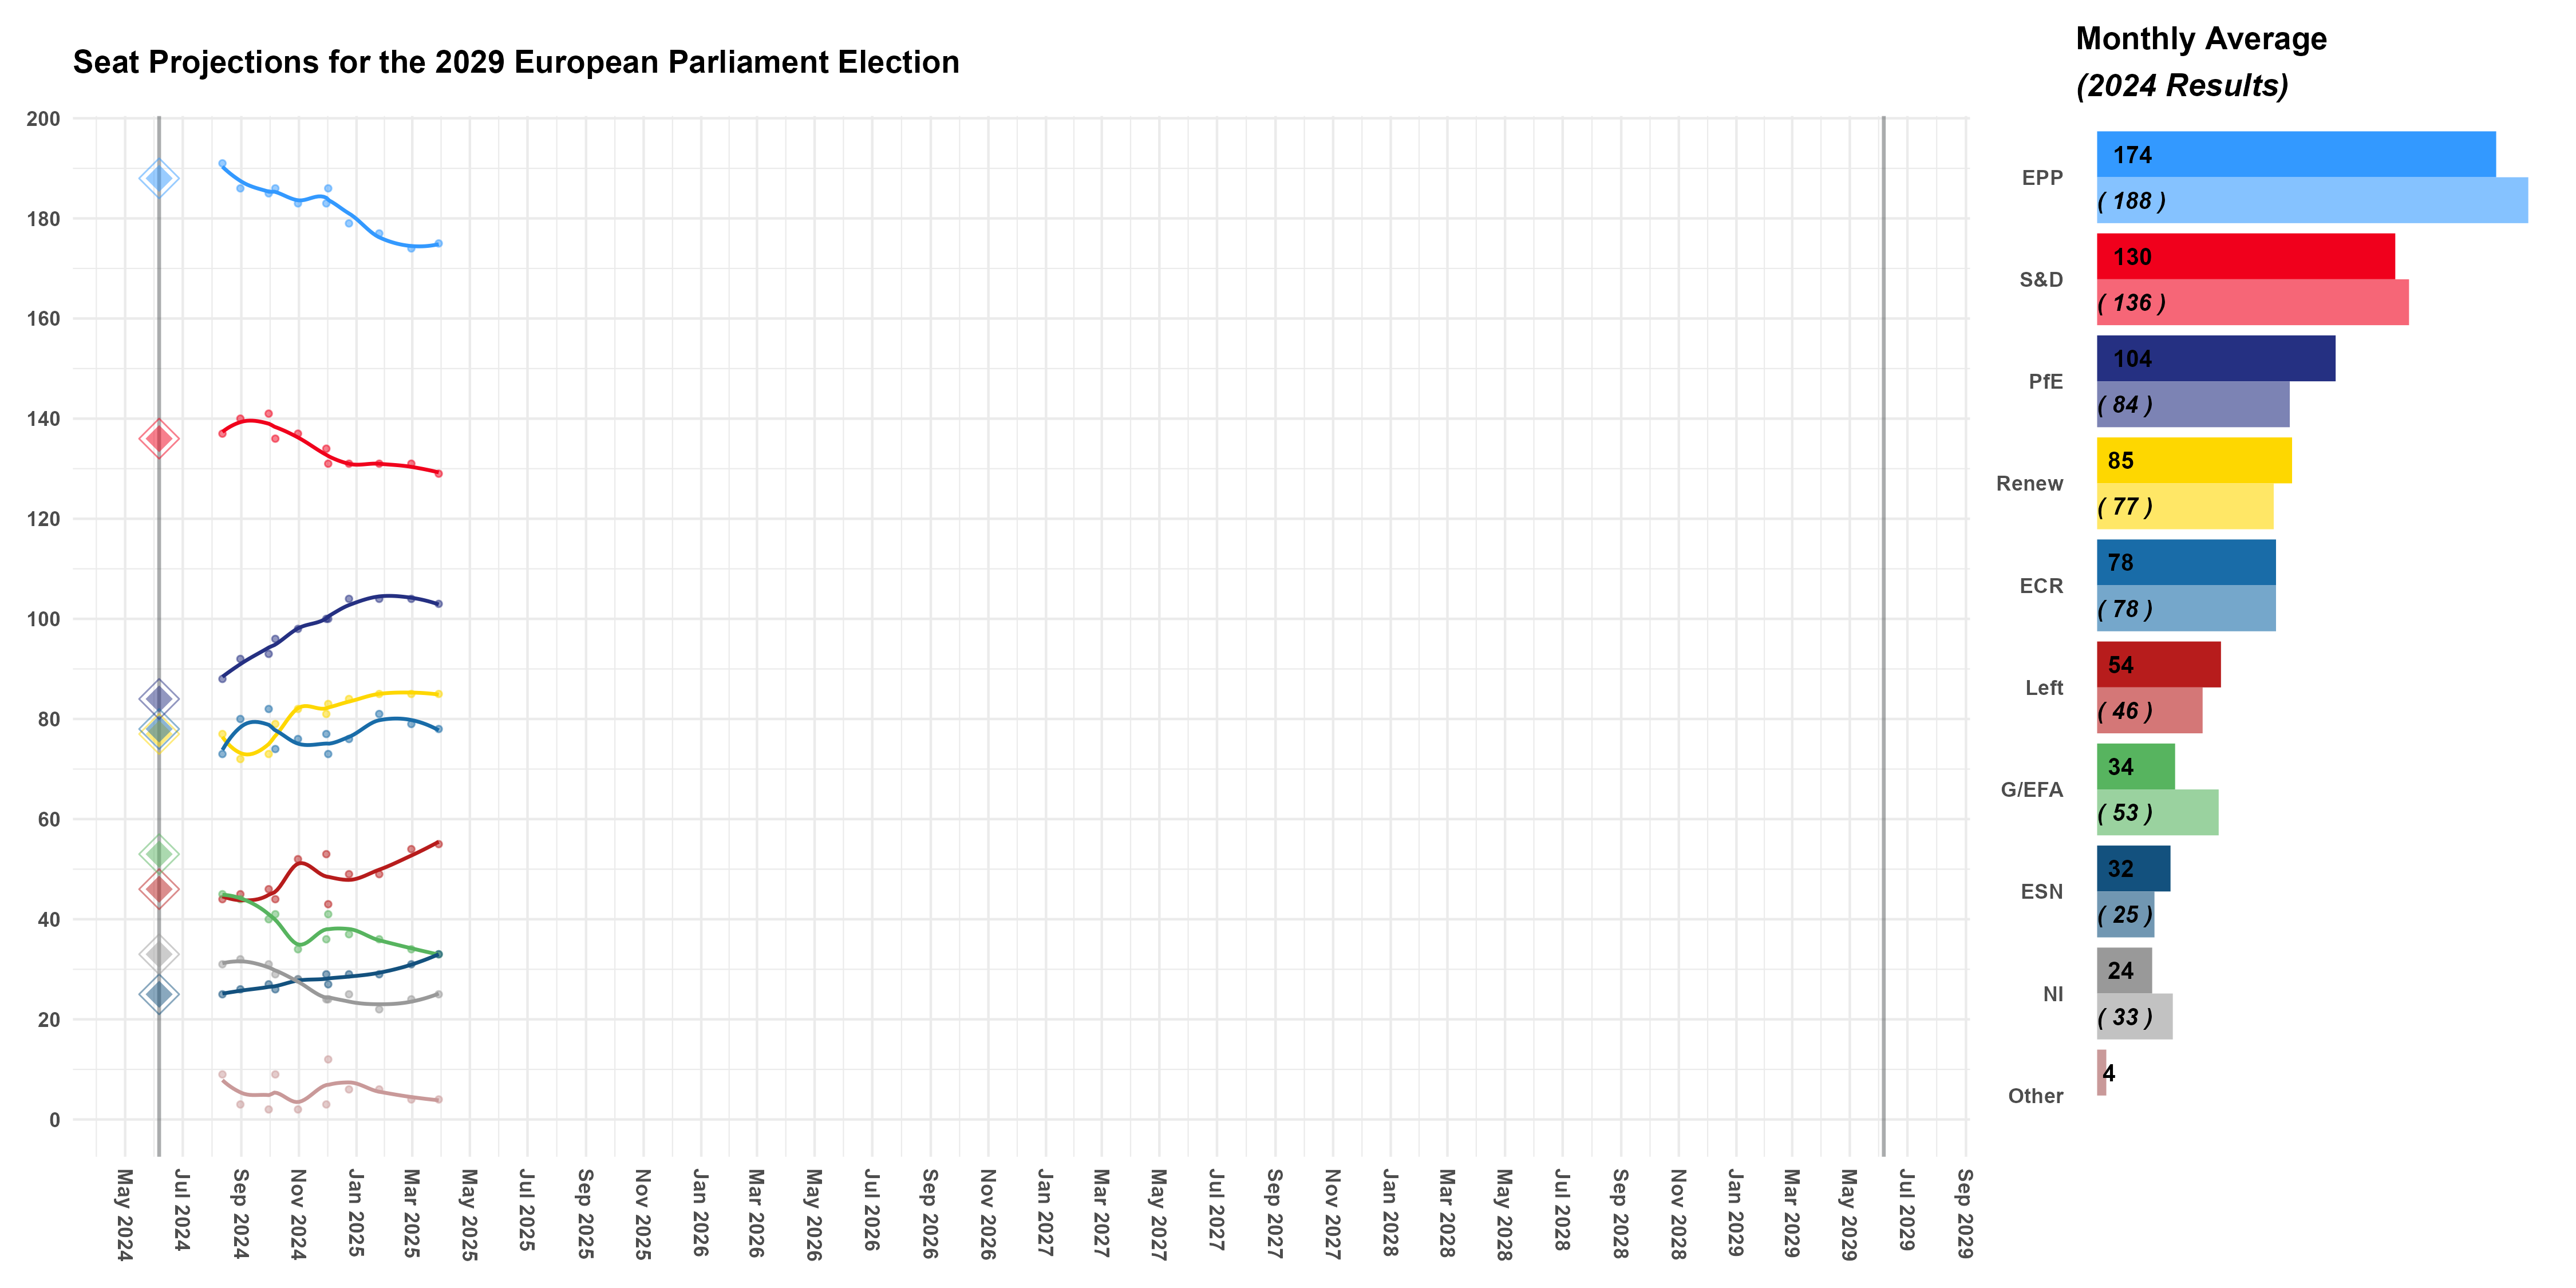 Seat Projections for the 2029 European Parliament Election
200
180
160
140
120
100
80
60
40
20
0
May 2024
Jul 2024
Sep 2024
Nov 2024
Jan 2025
Mar 2025
May 2025
Jul 2025
Sep 2025
Nov 2025
Jan 2026
Mar 2026
May 2026
Jul 2026
Sep 2026
Nov 2026
Jan 2027
Mar 2027
May 2027
Jul 2027
Sep 2027
Nov 2027
Jan 2028
Mar 2028
May 2028
Jul 2028
Sep 2028
Nov 2028
Jan 2029
Mar 2029
May 2029
Jul 2029
Sep 2029
Monthly Average
(2024 Results)
EPP
174
( 188 )
S&D
130
( 136 )
PfE
104
( 84 )
Renew
85
( 77 )
ECR
78
( 78 )
Left
54
( 46 )
G/EFA
34
( 53 )
ESN
32
( 25 )
NI
24
( 33 )
Other
4